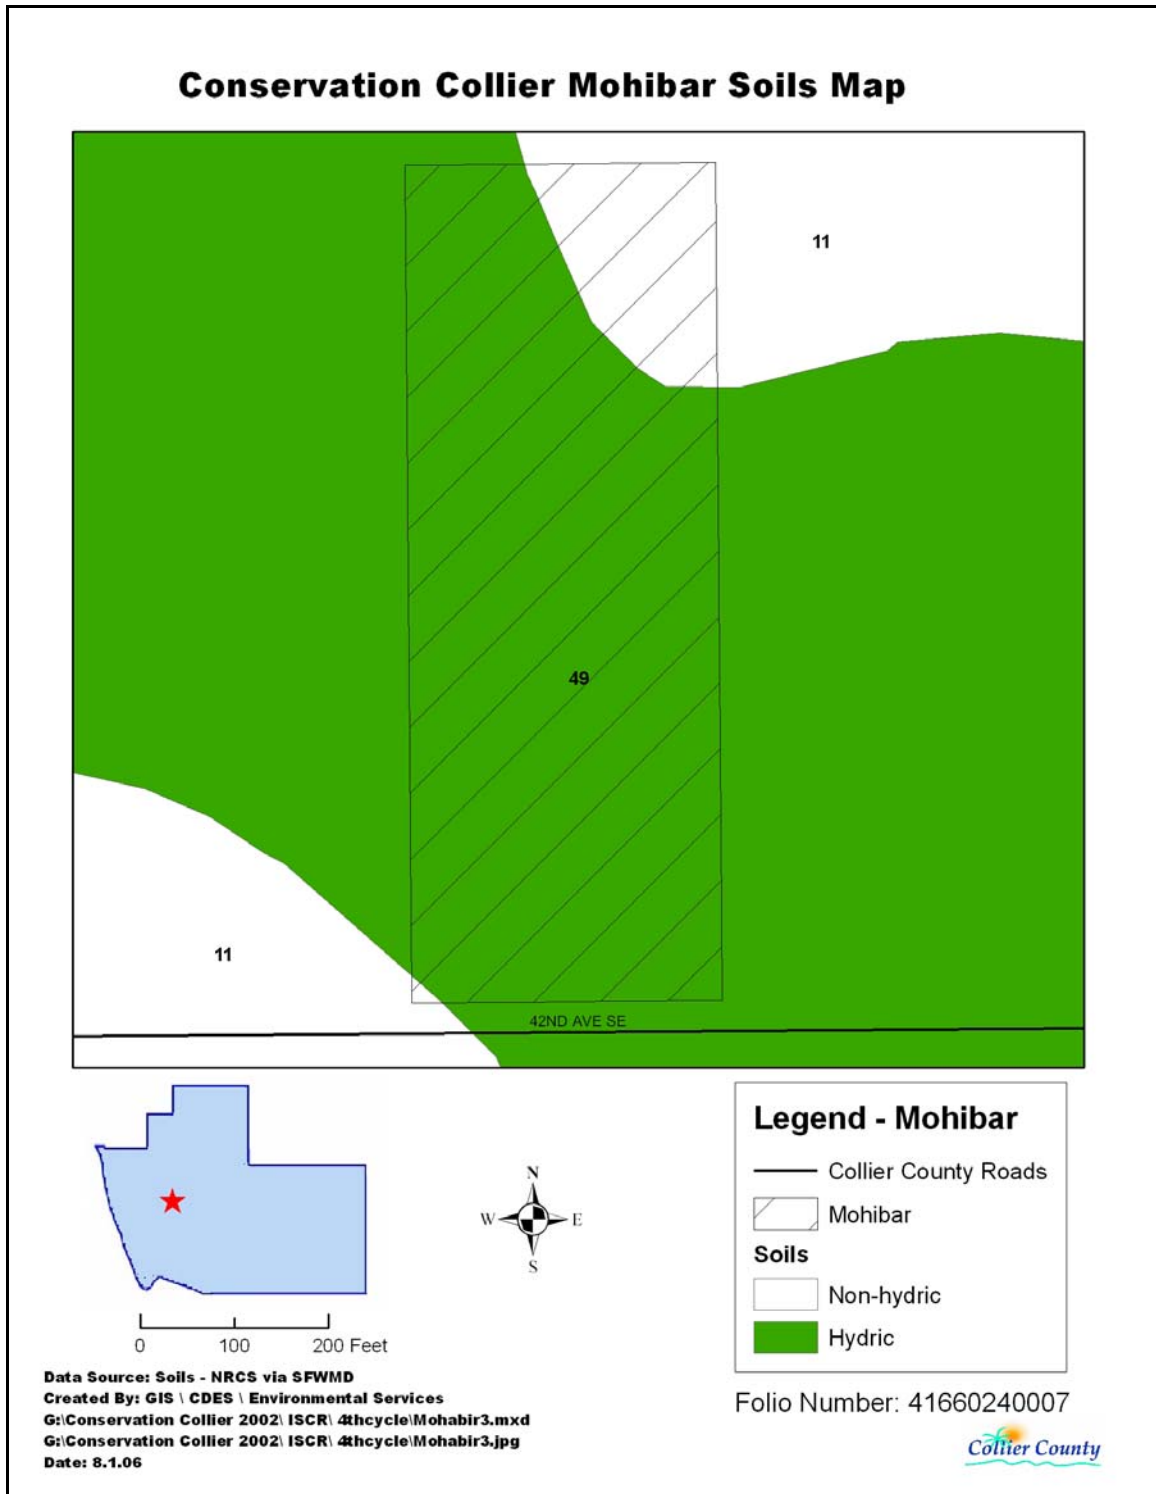 Conservation Collier Mohibar Soils Map
11
49
11
42ND AVE SE
N
W
E
S
0 100 200 Feet
Data Source: Soils - NRCS via SFWMD
Created By: GIS \ CDES \ Environmental Services
G:\Conservation Collier 2002\ ISCR\ 4thcycle\Mohabir3.mxd
G:\Conservation Collier 2002\ ISCR\ 4thcycle\Mohabir3.jpg
Date: 8.1.06
Legend - Mohibar
Collier County Roads
Mohibar
Soils
Non-hydric
Hydric
Folio Number: 41660240007
Collier County